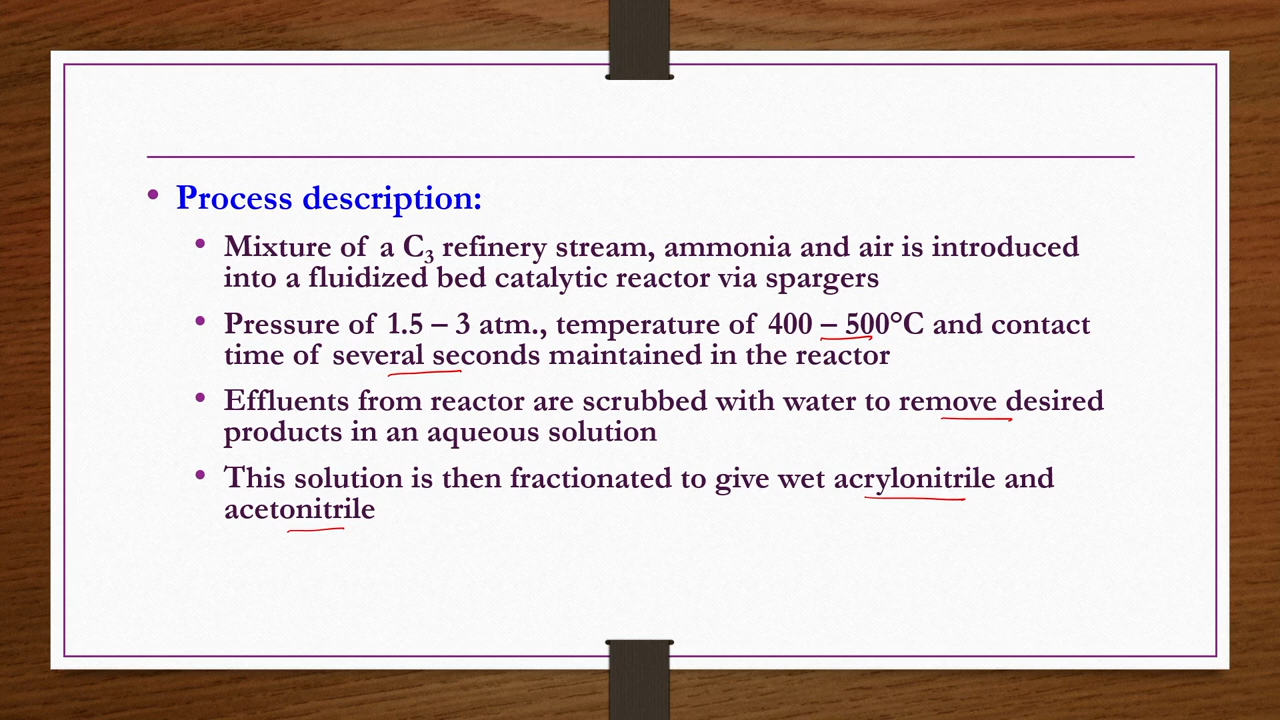 • Process description:
• Mixture of a C₃ refinery stream, ammonia and air is introduced
into a fluidized bed catalytic reactor via spargers
• Pressure of 1.5 – 3 atm., temperature of 400 – 500°C and contact
time of several seconds maintained in the reactor
• Effluents from reactor are scrubbed with water to remove desired
products in an aqueous solution
• This solution is then fractionated to give wet acrylonitrile and
acetonitrile